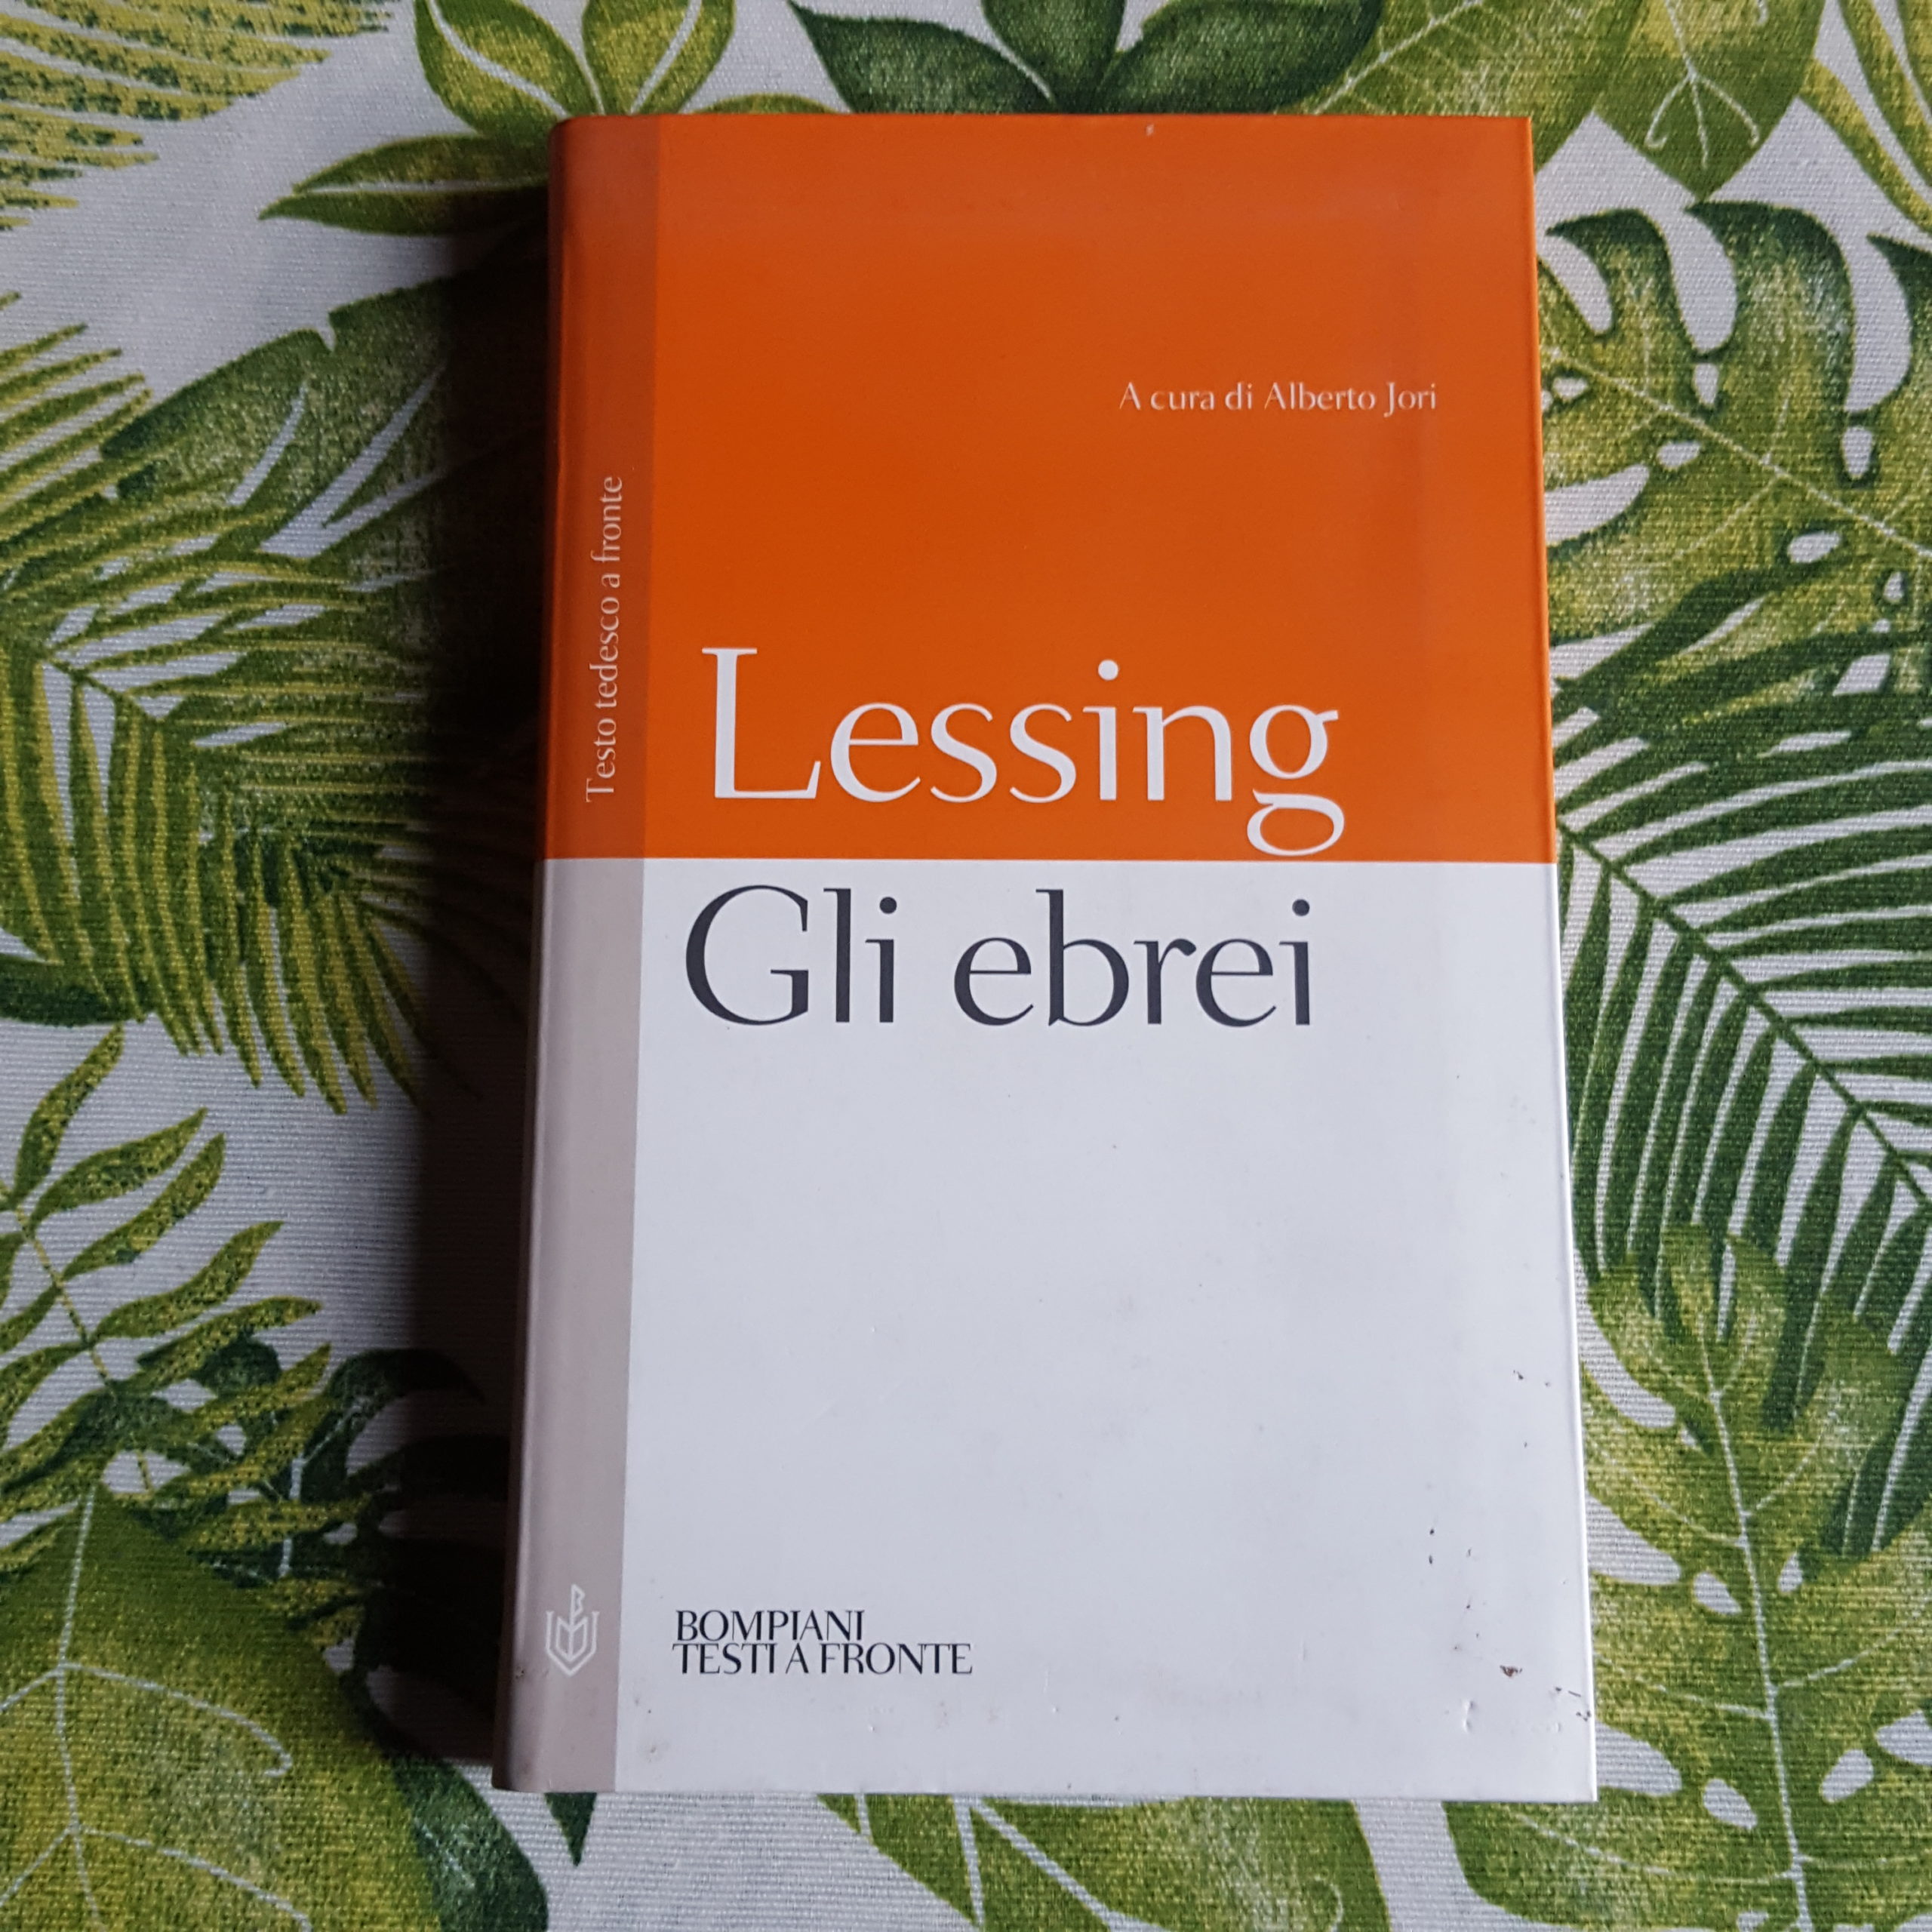 A cura di Alberto Jori
Testo tedesco a fronte
Lessing
Gli ebrei
BOMPIANI
TESTI A FRONTE